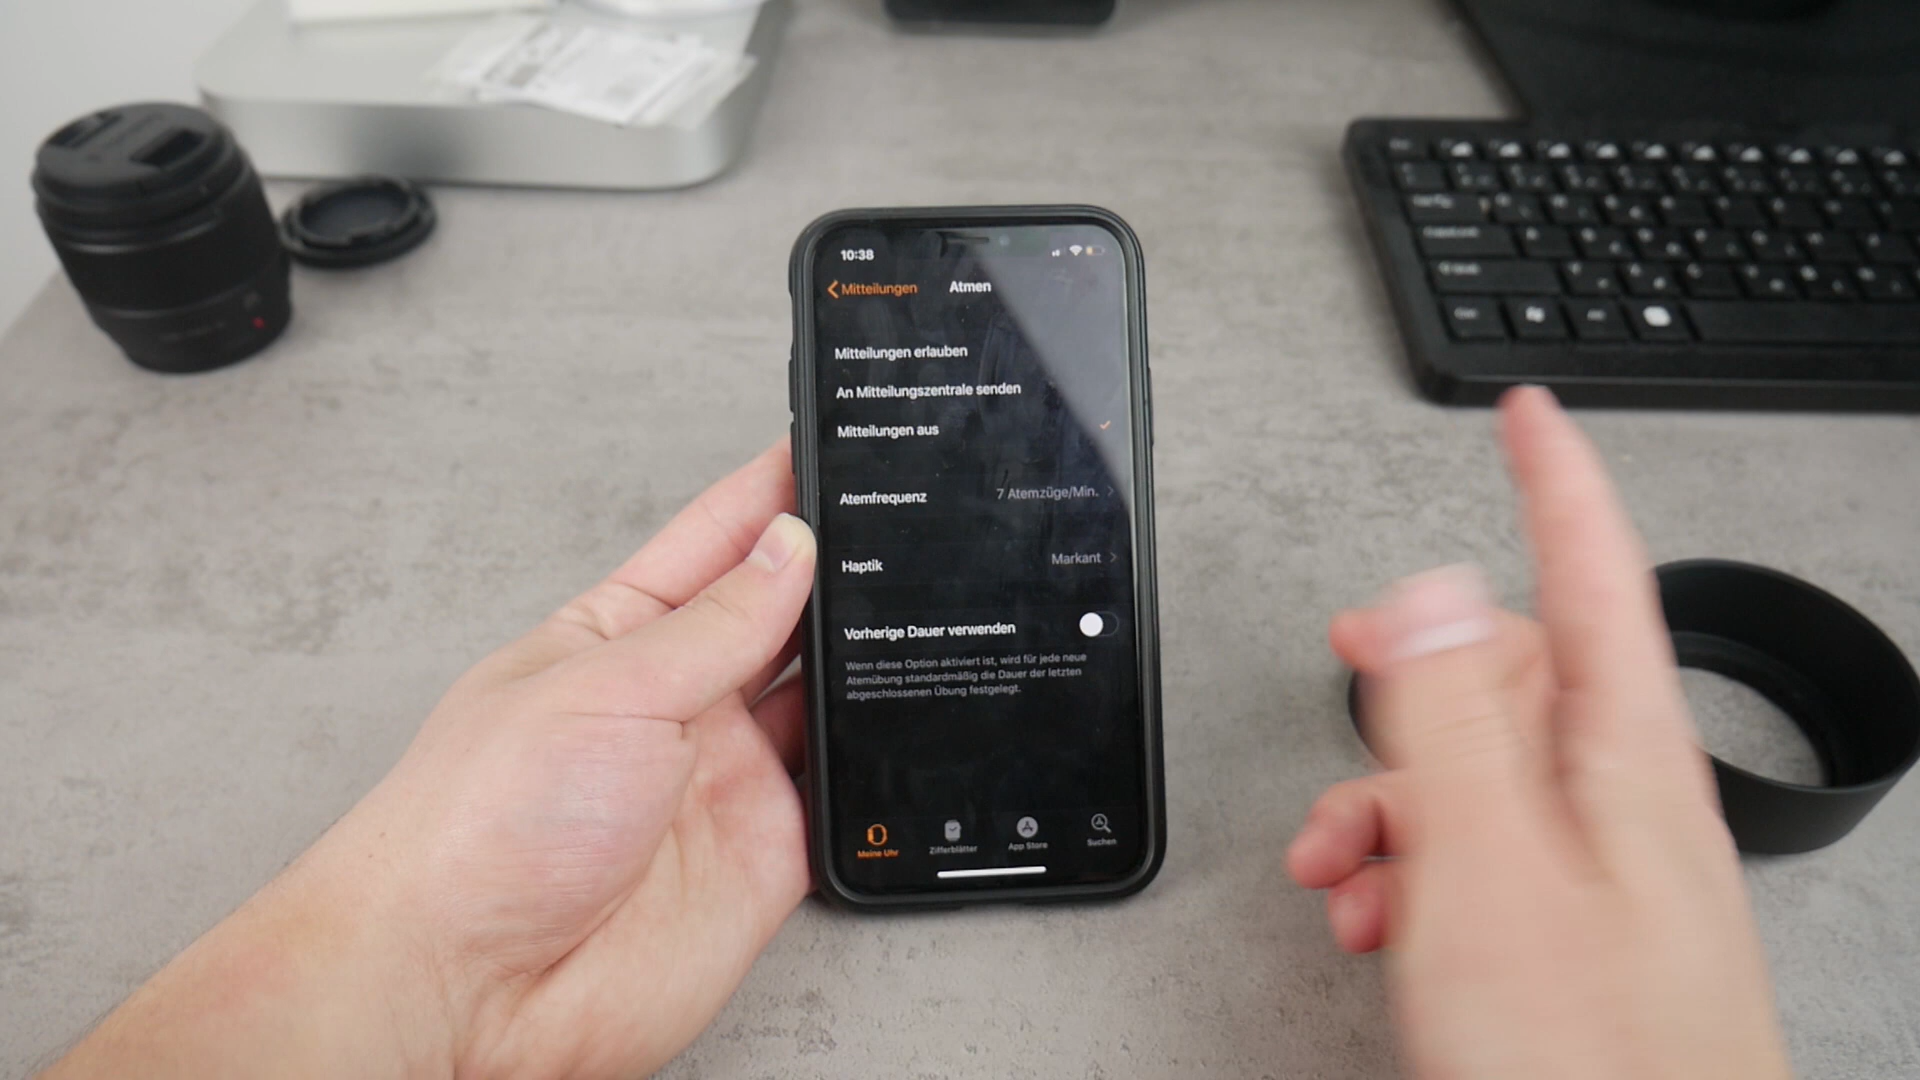 10:38
Mitteilungen
Atmen
Mitteilungen erlauben
An Mitteilungszentrale senden
Mitteilungen aus
Atemfrequenz 7 Atemzüge/Min.
Haptik Markant
Vorherige Dauer verwenden
Wenn diese Option aktiviert ist, wird für jede neue
Atemübung standardmäßig die Dauer der letzten
abgeschlossenen Übung festgelegt.
Meine Uhr Zifferblätter App Store Suchen